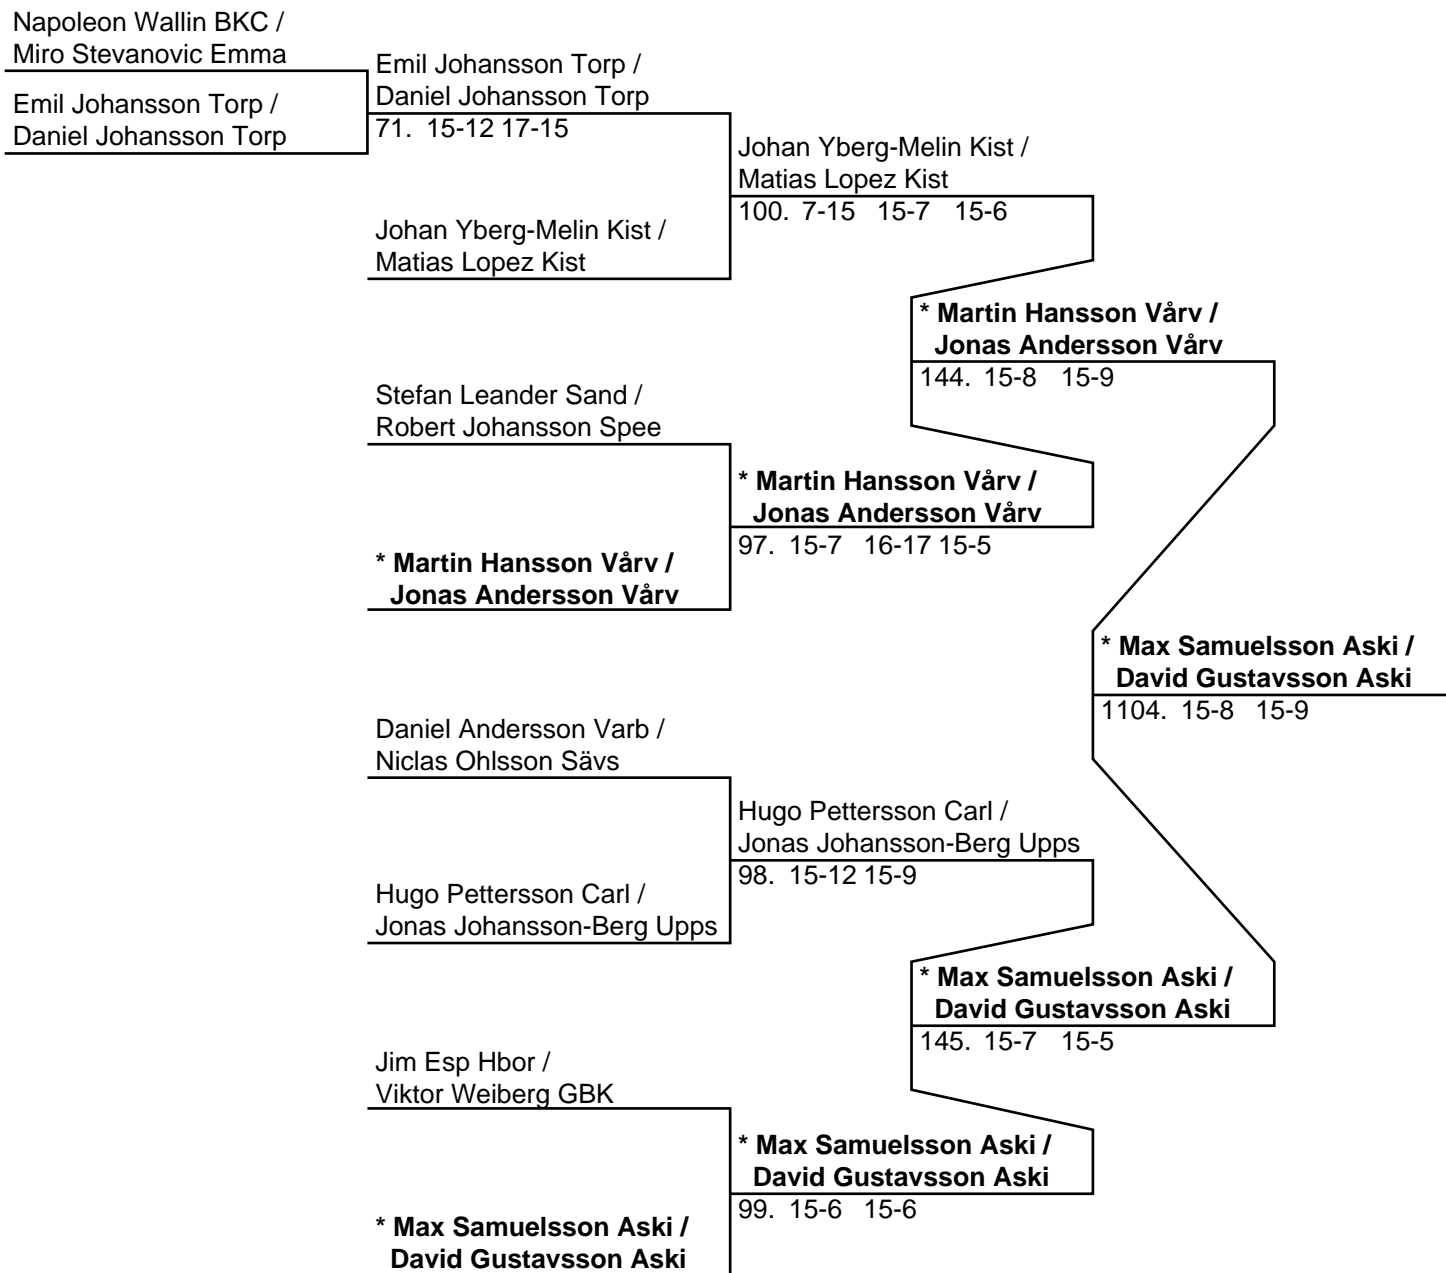 Napoleon Wallin BKC /
Miro Stevanovic Emma
Emil Johansson Torp /
Daniel Johansson Torp
Emil Johansson Torp /
Daniel Johansson Torp
71. 15-12 17-15
Johan Yberg-Melin Kist /
Matias Lopez Kist
Johan Yberg-Melin Kist /
Matias Lopez Kist
100. 7-15 15-7 15-6
Stefan Leander Sand /
Robert Johansson Spee
* Martin Hansson Vårv /
Jonas Andersson Vårv
* Martin Hansson Vårv /
Jonas Andersson Vårv
97. 15-7 16-17 15-5
* Martin Hansson Vårv /
Jonas Andersson Vårv
144. 15-8 15-9
Daniel Andersson Varb /
Niclas Ohlsson Sävs
Hugo Pettersson Carl /
Jonas Johansson-Berg Upps
Hugo Pettersson Carl /
Jonas Johansson-Berg Upps
98. 15-12 15-9
Jim Esp Hbor /
Viktor Weiberg GBK
* Max Samuelsson Aski /
David Gustavsson Aski
* Max Samuelsson Aski /
David Gustavsson Aski
99. 15-6 15-6
* Max Samuelsson Aski /
David Gustavsson Aski
145. 15-7 15-5
* Max Samuelsson Aski /
David Gustavsson Aski
1104. 15-8 15-9